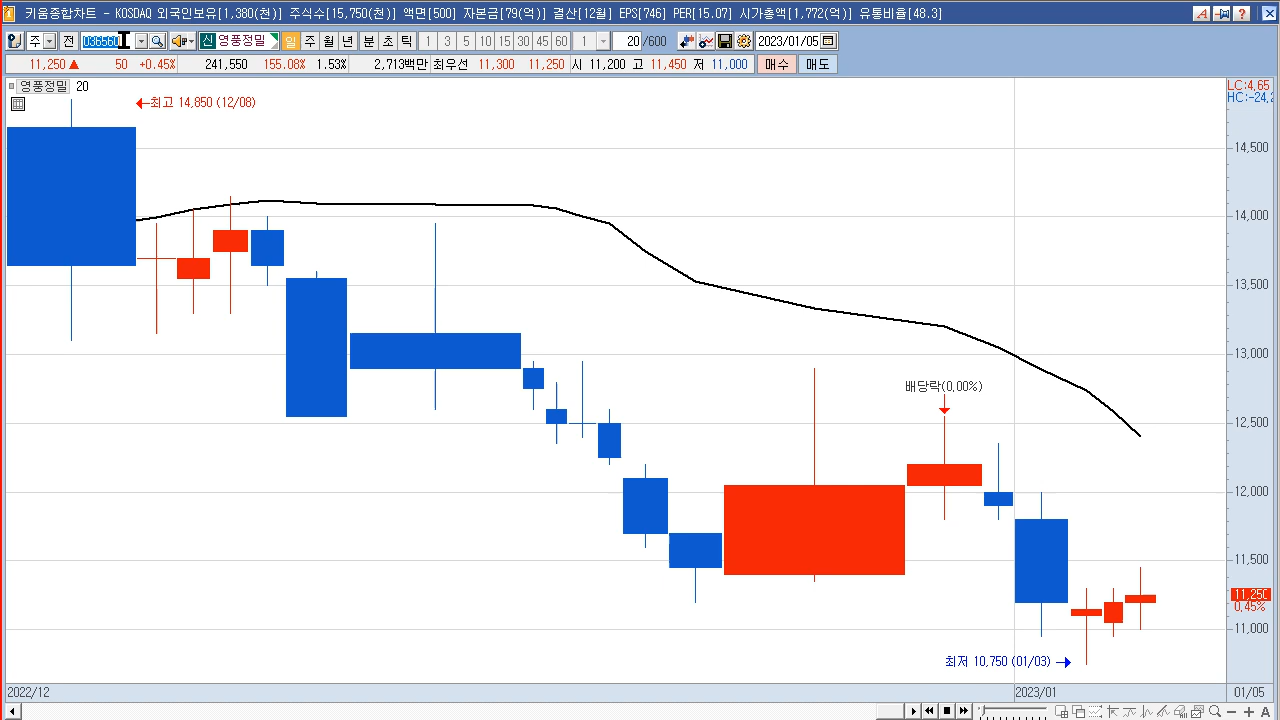 키움종합차트 - KOSDAQ 외국인보유[1,380(천)] 주식수[15,750(천)] 액면[500] 자본금[79(억)] 결산[12월] EPS[746] PER[15.07] 시가총액[1,772(억)] 유통비율[48.3]
주 전 036560 신 영풍정밀 일 주 월 년 분 초 틱 1 3 5 10 15 30 45 60 1 20 /600 2023/01/05
11,250 ▲ 50 +0.45% 241,550 155.08% 1.53% 2,713백만 최우선 11,300 11,250 시 11,200 고 11,450 저 11,000 매수 매도
영풍정밀 20
LC:4,65
HC:-24,2
최고 14,850 (12/08)
14,500
14,000
13,500
13,000
배당락(0,00%)
12,500
12,000
11,500
11,250
0,45%
11,000
최저 10,750 (01/03)
2022/12 2023/01 01/05